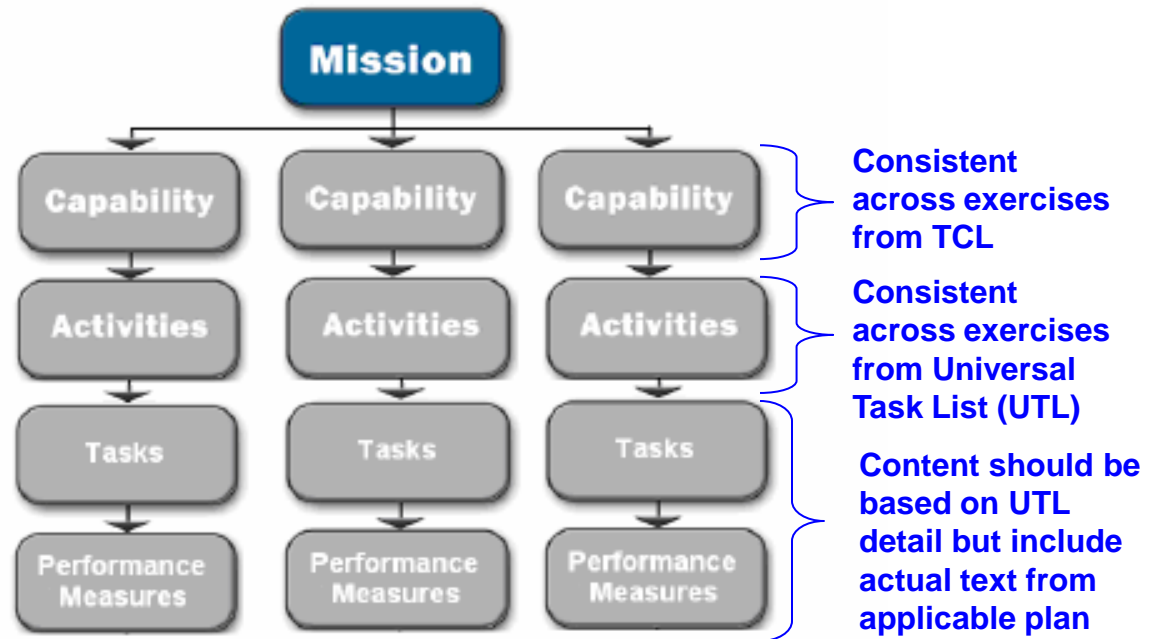 Mission
Capability Capability Capability
Consistent
across exercises
from TCL
Activities Activities Activities
Consistent
across exercises
from Universal
Task List (UTL)
Tasks Tasks Tasks
Performance Performance Performance
Measures Measures Measures
Content should be
based on UTL
detail but include
actual text from
applicable plan